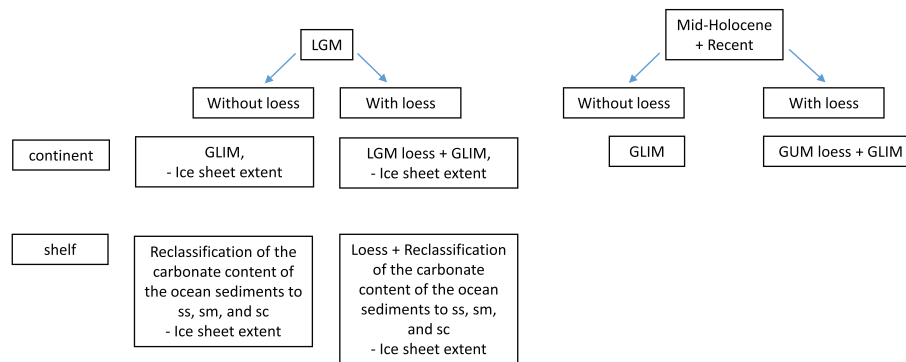 LGM
Mid-Holocene
+ Recent
Without loess
With loess
Without loess
With loess
continent
GLIM,
- Ice sheet extent
LGM loess + GLIM,
- Ice sheet extent
GLIM
GUM loess + GLIM
shelf
Reclassification of the
carbonate content of
the ocean sediments to
ss, sm, and sc
- Ice sheet extent
Loess + Reclassification
of the carbonate
content of the ocean
sediments to ss, sm,
and sc
- Ice sheet extent